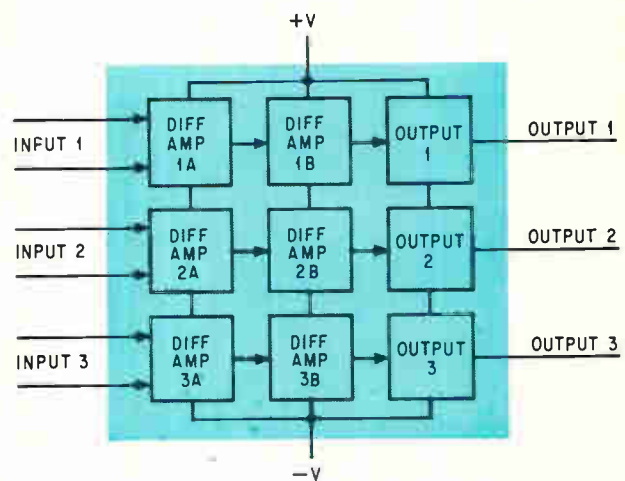 +V
DIFF
AMP
1A
DIFF
AMP
1B
OUTPUT
1
INPUT 1
OUTPUT 1
DIFF
AMP
2A
DIFF
AMP
2B
OUTPUT
2
INPUT 2
OUTPUT 2
DIFF
AMP
3A
DIFF
AMP
3B
OUTPUT
3
INPUT 3
OUTPUT 3
-V